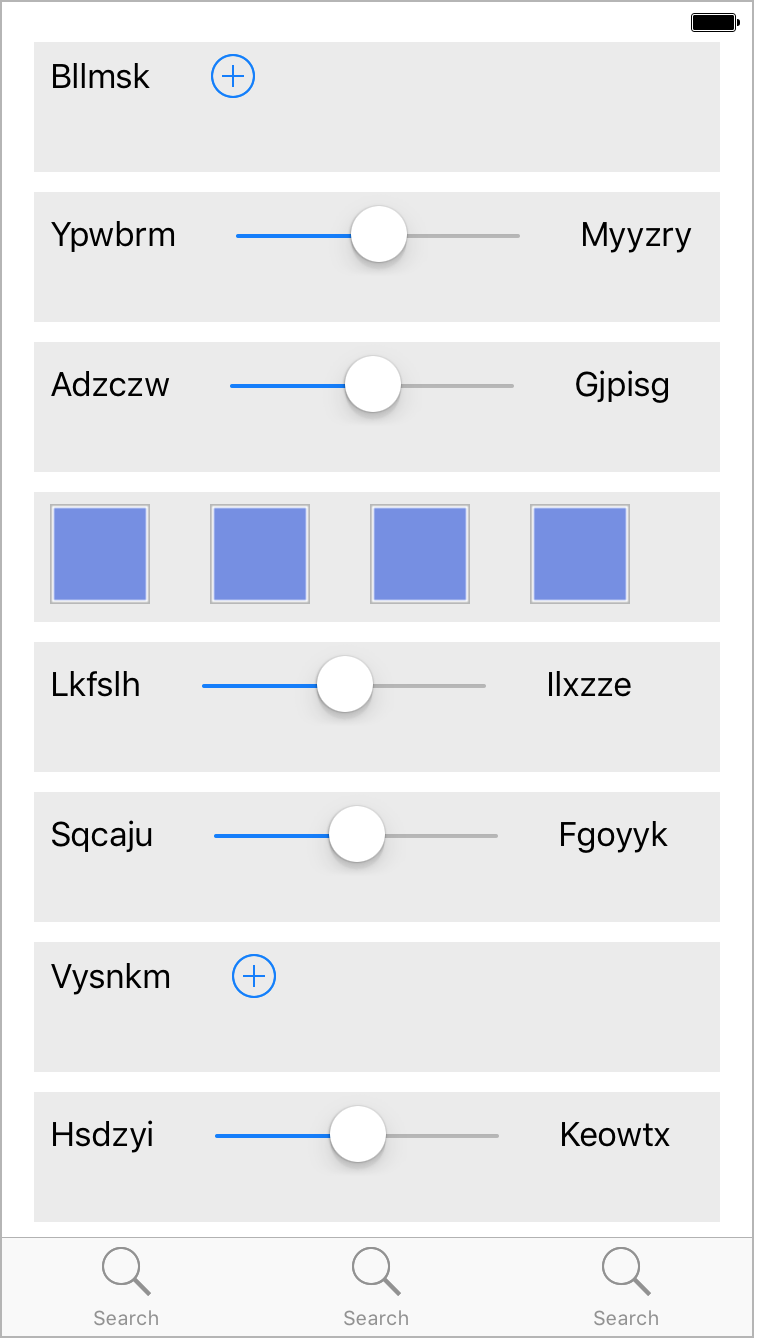 Bllmsk
Ypwbrm Myyzry
Adzczw Gjpisg
Lkfslh Ilxzze
Sqcaju Fgoyyk
Vysnkm
Hsdzyi Keowtx
Search Search Search